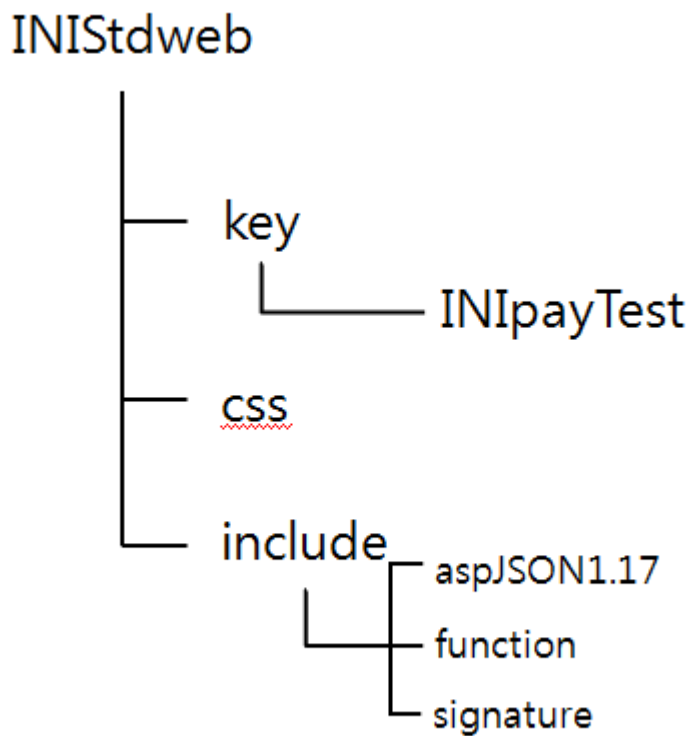 INIStdweb
key
INIpayTest
css
include
aspJSON1.17
function
signature